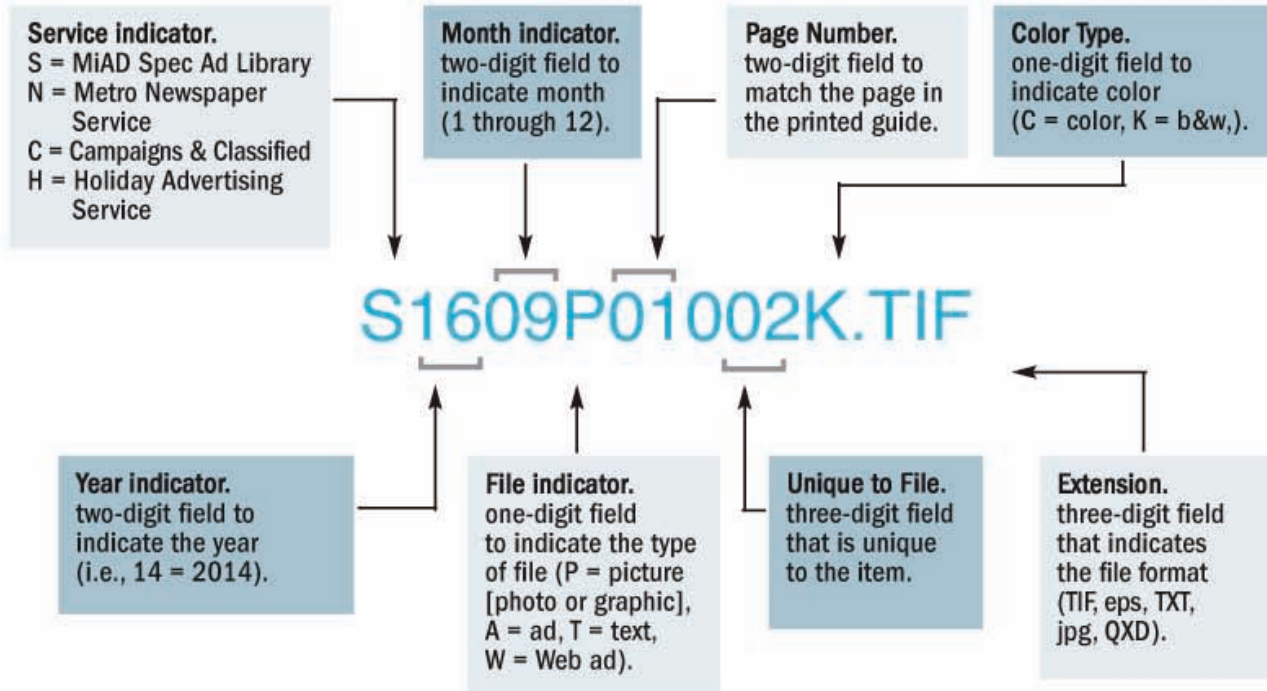 Service indicator.
S = MiAD Spec Ad Library
N = Metro Newspaper
Service
C = Campaigns & Classified
H = Holiday Advertising
Service
Month indicator.
two-digit field to
indicate month
(1 through 12).
Page Number.
two-digit field to
match the page in
the printed guide.
Color Type.
one-digit field to
indicate color
(C = color, K = b&w,).
S1609P01002K.TIF
Year indicator.
two-digit field to
indicate the year
(i.e., 14 = 2014).
File indicator.
one-digit field
to indicate the type
of file (P = picture
[photo or graphic],
A = ad, T = text,
W = Web ad).
Unique to File.
three-digit field
that is unique
to the item.
Extension.
three-digit field
that indicates
the file format
(TIF, eps, TXT,
jpg, QXD).